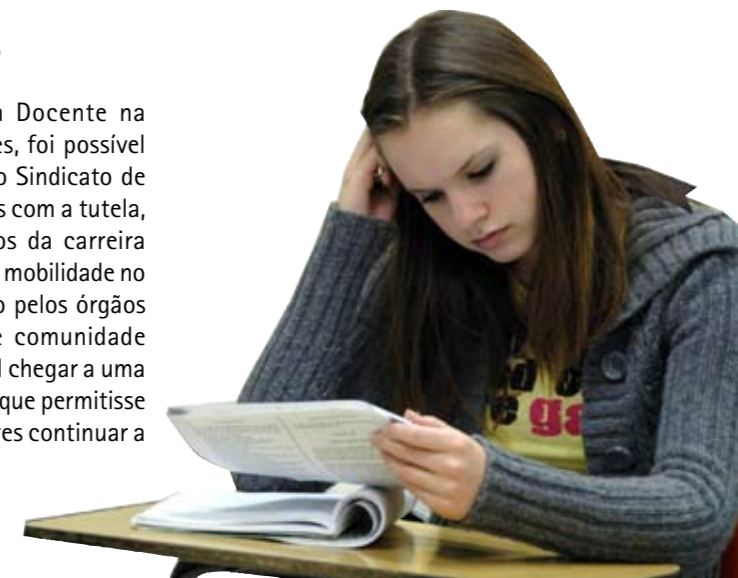 a Docente na
es, foi possível
o Sindicato de
s com a tutela,
os da carreira
mobilidade no
o pelos órgãos
e comunidade
l chegar a uma
que permitisse
res continuar a
ga